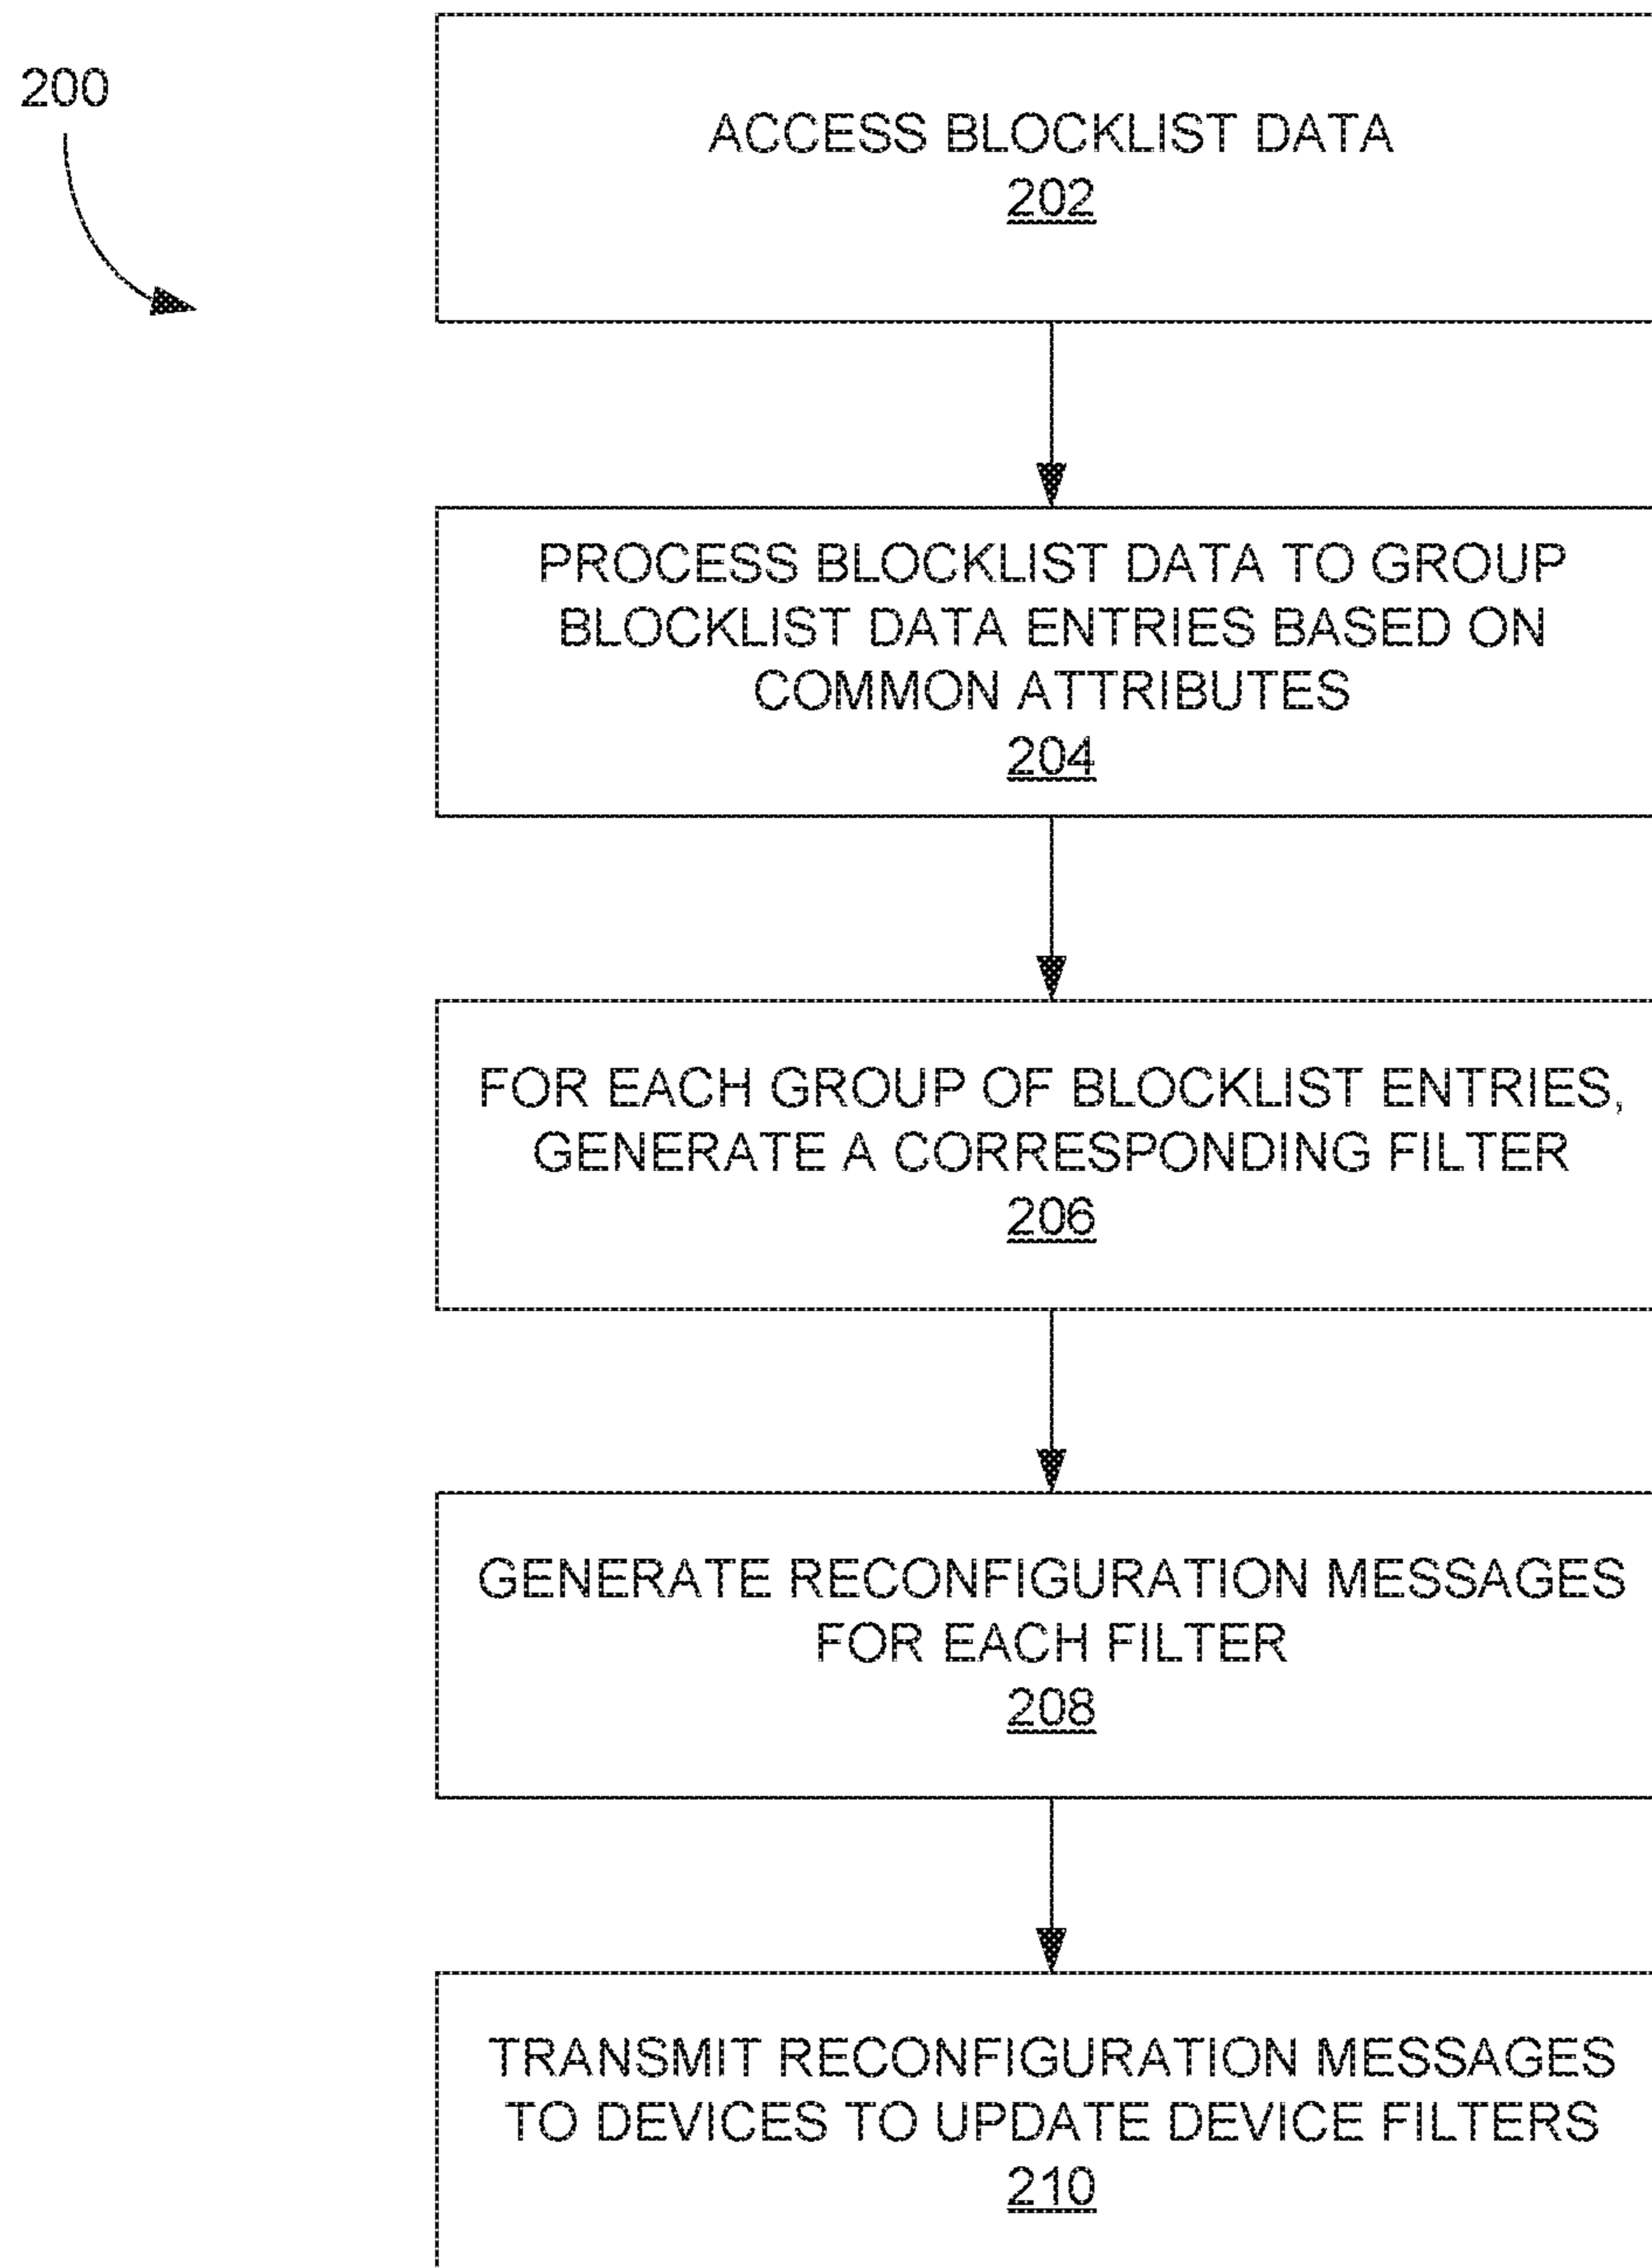 200
ACCESS BLOCKLIST DATA
202
PROCESS BLOCKLIST DATA TO GROUP
BLOCKLIST DATA ENTRIES BASED ON
COMMON ATTRIBUTES
204
FOR EACH GROUP OF BLOCKLIST ENTRIES,
GENERATE A CORRESPONDING FILTER
206
GENERATE RECONFIGURATION MESSAGES
FOR EACH FILTER
208
TRANSMIT RECONFIGURATION MESSAGES
TO DEVICES TO UPDATE DEVICE FILTERS
210